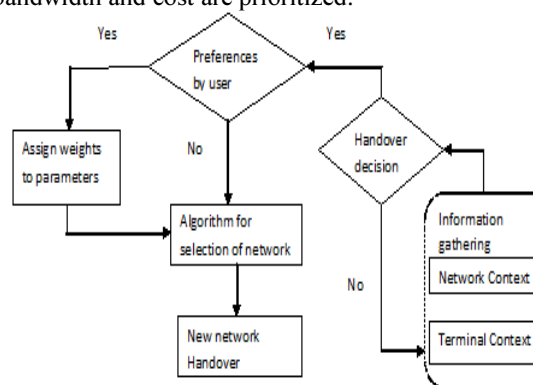 bandwidth and cost are prioritized.
Yes
Yes
Preferences
by user
Assign weights
to parameters
No
Handover
decision
Algorithm for
selection of network
Information
gathering
Network Context
No
New network
Handover
Terminal Context